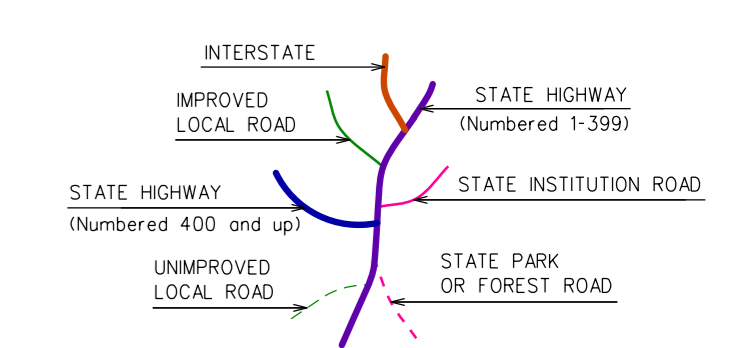 INTERSTATE
IMPROVED
LOCAL ROAD
STATE HIGHWAY
(Numbered 1-399)
STATE HIGHWAY
(Numbered 400 and up)
STATE INSTITUTION ROAD
UNIMPROVED
LOCAL ROAD
STATE PARK
OR FOREST ROAD